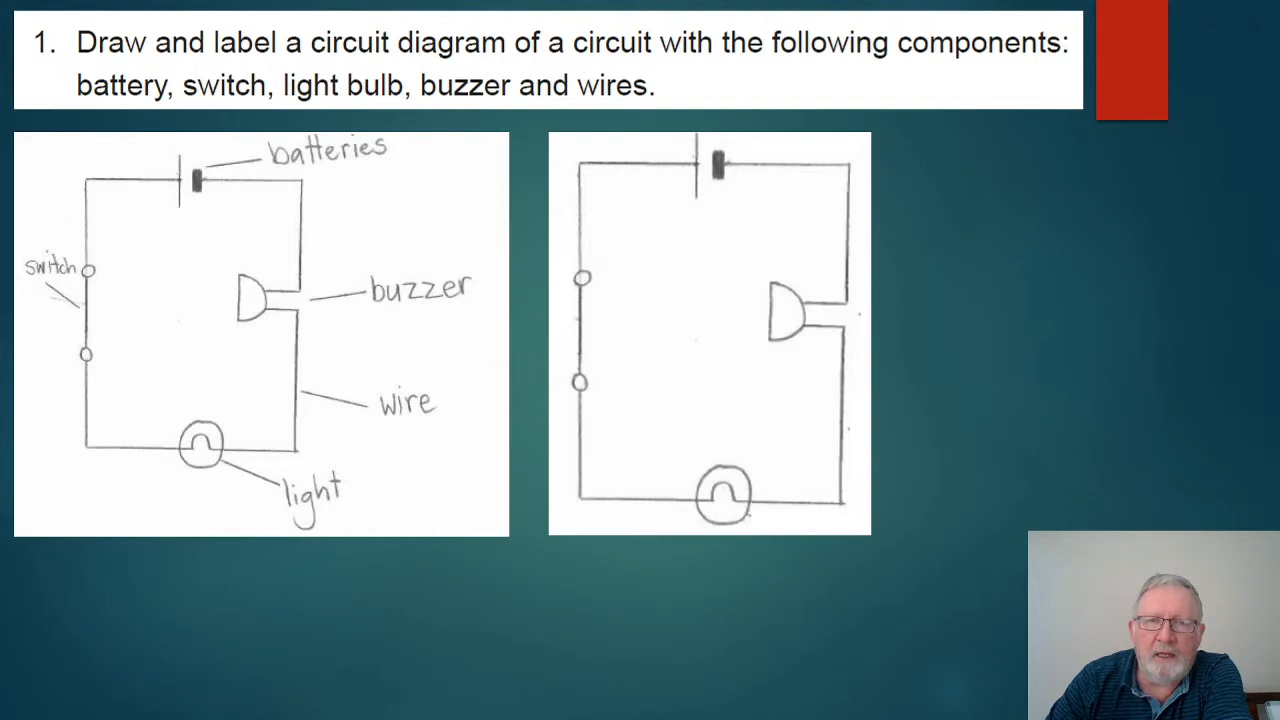 1. Draw and label a circuit diagram of a circuit with the following components:
battery, switch, light bulb, buzzer and wires.
batteries
switch
buzzer
wire
light